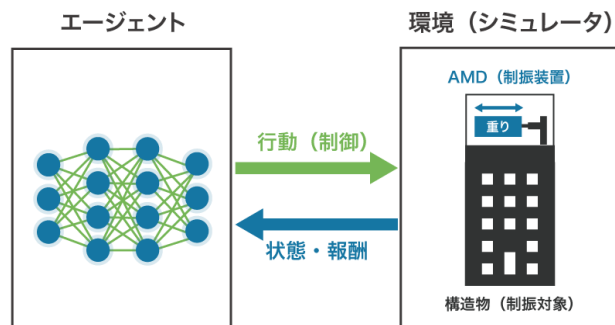 エージェント
環境（シミュレータ）
AMD（制振装置）
重り
行動（制御）
状態・報酬
構造物（制振対象）